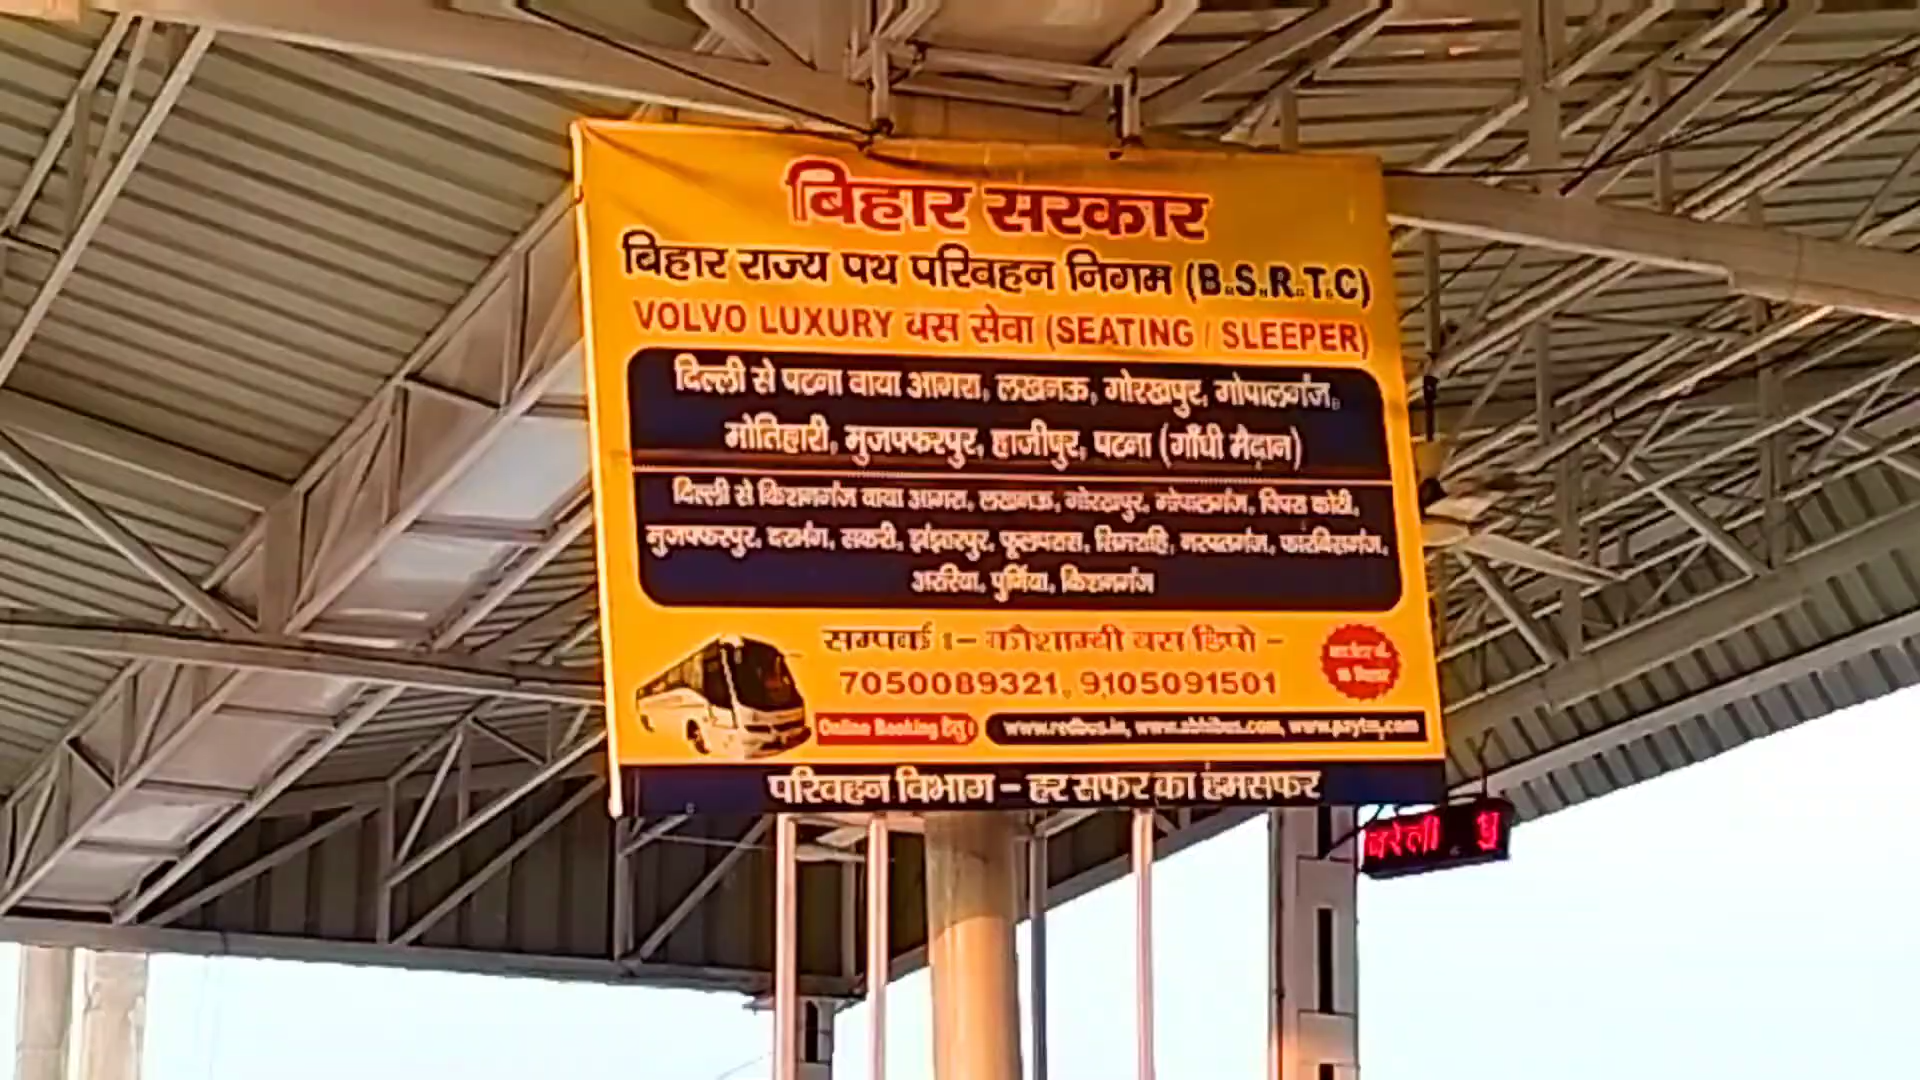 बिहार सरकार
बिहार राज्य पथ परिवहन निगम (B.S.R.T.C)
VOLVO LUXURY बस सेवा (SEATING / SLEEPER)
दिल्ली से पटना वाया आगरा, लखनऊ, गोरखपुर, गोपालगंज,
मोतिहारी, मुजफ्फरपुर, हाजीपुर, पटना (गाँधी मैदान)
दिल्ली से किशनगंज वाया आगरा, लखनऊ, गोरखपुर, गोपालगंज, पिपरा कोठी,
मुजफ्फरपुर, दरभंगा, सकरी, झंझारपुर, फूलपरास, सिमराही, नरपतगंज, फारबिसगंज,
अररिया, पुर्णिया, किशनगंज
सम्पर्क :- कौशाम्बी बस डिपो -
7050089321, 9105091501
Online Booking हेतु : www.redbus.in, www.abhibus.com, www.paytm.com
परिवहन विभाग – हर सफर का हमसफर
बरेली